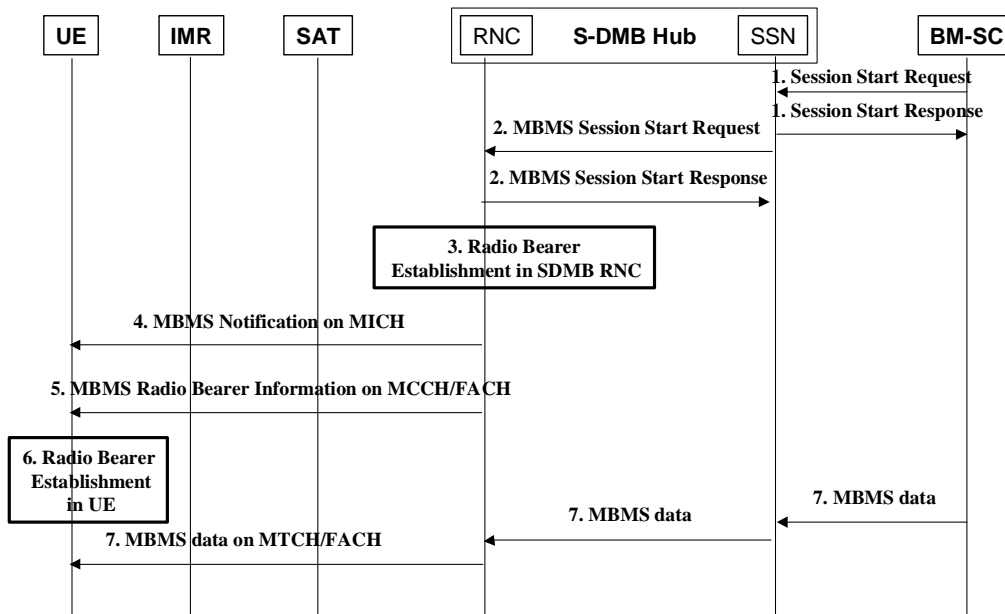 UE IMR SAT RNC S-DMB Hub SSN BM-SC
1. Session Start Request
1. Session Start Response
2. MBMS Session Start Request
2. MBMS Session Start Response
3. Radio Bearer
Establishment in SDMB RNC
4. MBMS Notification on MICH
5. MBMS Radio Bearer Information on MCCH/FACH
6. Radio Bearer
Establishment
in UE
7. MBMS data
7. MBMS data
7. MBMS data on MTCH/FACH